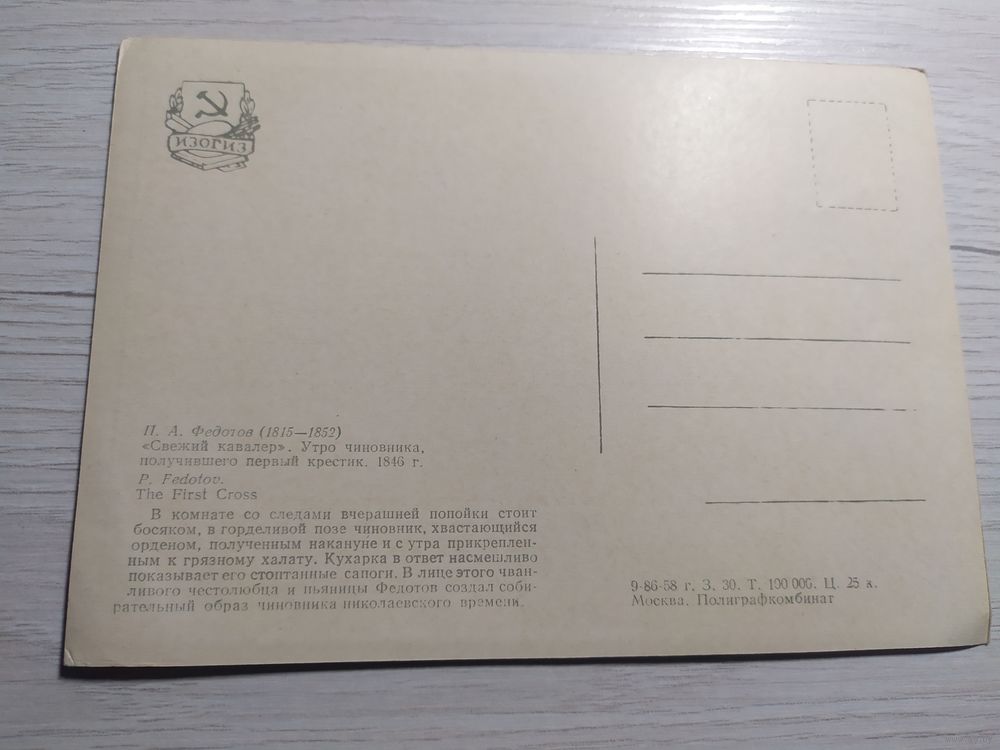 ИЗОГИЗ
П. А. Федотов (1815—1852)
«Свежий кавалер». Утро чиновника,
получившего первый крестик. 1846 г.
P. Fedotov.
The First Cross
В комнате со следами вчерашней попойки стоит
босяком, в горделивой позе чиновник, хвастающийся
орденом, полученным накануне и с утра прикреплен-
ным к грязному халату. Кухарка в ответ насмешливо
показывает его стоптанные сапоги. В лице этого чван-
ливого честолюбца и пьяницы Федотов создал соби-
рательный образ чиновника николаевского времени.
9-86-58 г. З. 30. Т. 100 000. Ц. 25 к.
Москва. Полиграфкомбинат